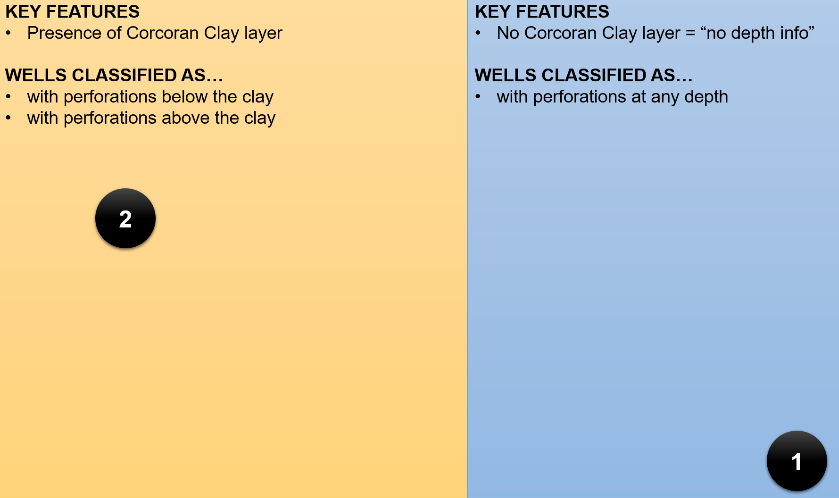 KEY FEATURES
• Presence of Corcoran Clay layer
WELLS CLASSIFIED AS…
• with perforations below the clay
• with perforations above the clay
2
KEY FEATURES
• No Corcoran Clay layer = “no depth info”
WELLS CLASSIFIED AS…
• with perforations at any depth
1